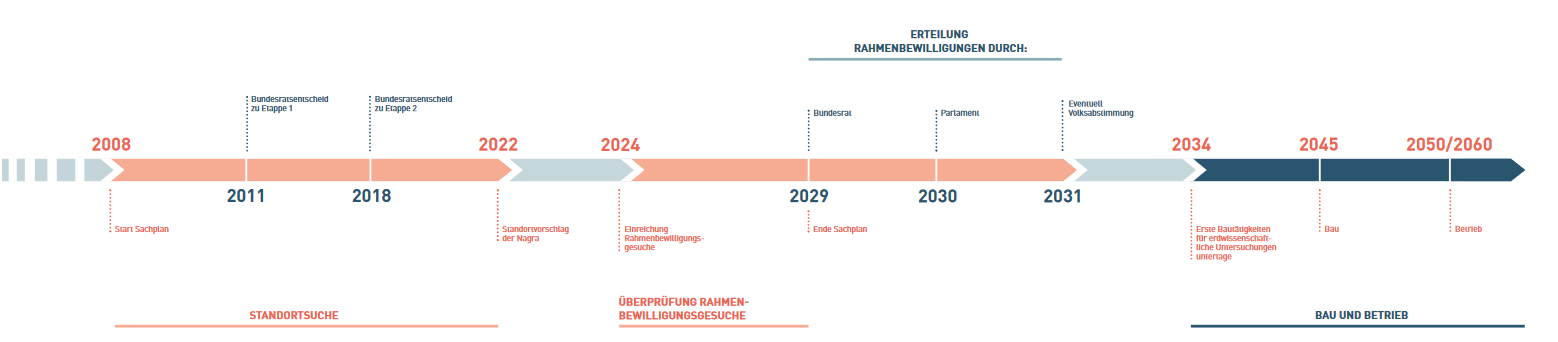 ERTEILUNG
RAHMENBEWILLIGUNGEN DURCH:
Bundesratsentscheid
zu Etappe 1
Bundesratsentscheid
zu Etappe 2
Bundesrat
Parlament
Eventuell
Volksabstimmung
2008
2022
2024
2034
2045
2050/2060
2011
2018
2029
2030
2031
Start Sachplan
Standortvorschlag
der Nagra
Einreichung
Rahmenbewilligungs-
gesuche
Ende Sachplan
Erste Bautätigkeiten
für erdwissenschaft-
liche Untersuchungen
untertage
Bau
Betrieb
STANDORTSUCHE
ÜBERPRÜFUNG RAHMEN-
BEWILLIGUNGSGESUCHE
BAU UND BETRIEB